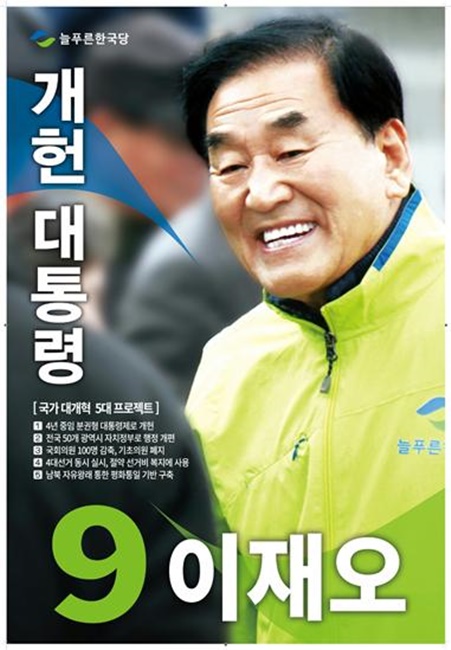 늘푸른한국당
개헌 대통령
[ 국가 대개혁 5대 프로젝트 ]
1 4년 중임 분권형 대통령제로 개헌
2 전국 50개 광역시 자치정부로 행정 개편
3 국회의원 100명 감축, 기초의원 폐지
4 4대선거 동시 실시, 절약 선거비 복지에 사용
5 남북 자유왕래 통한 평화통일 기반 구축
늘푸른
9 이재오